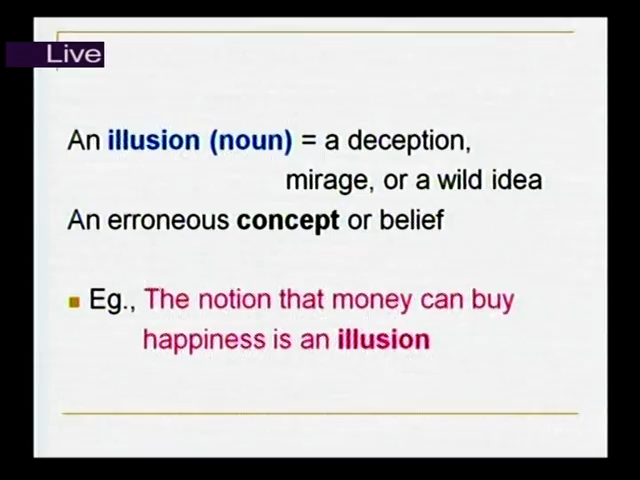 Live
An illusion (noun) = a deception,
mirage, or a wild idea
An erroneous concept or belief
Eg., The notion that money can buy
happiness is an illusion